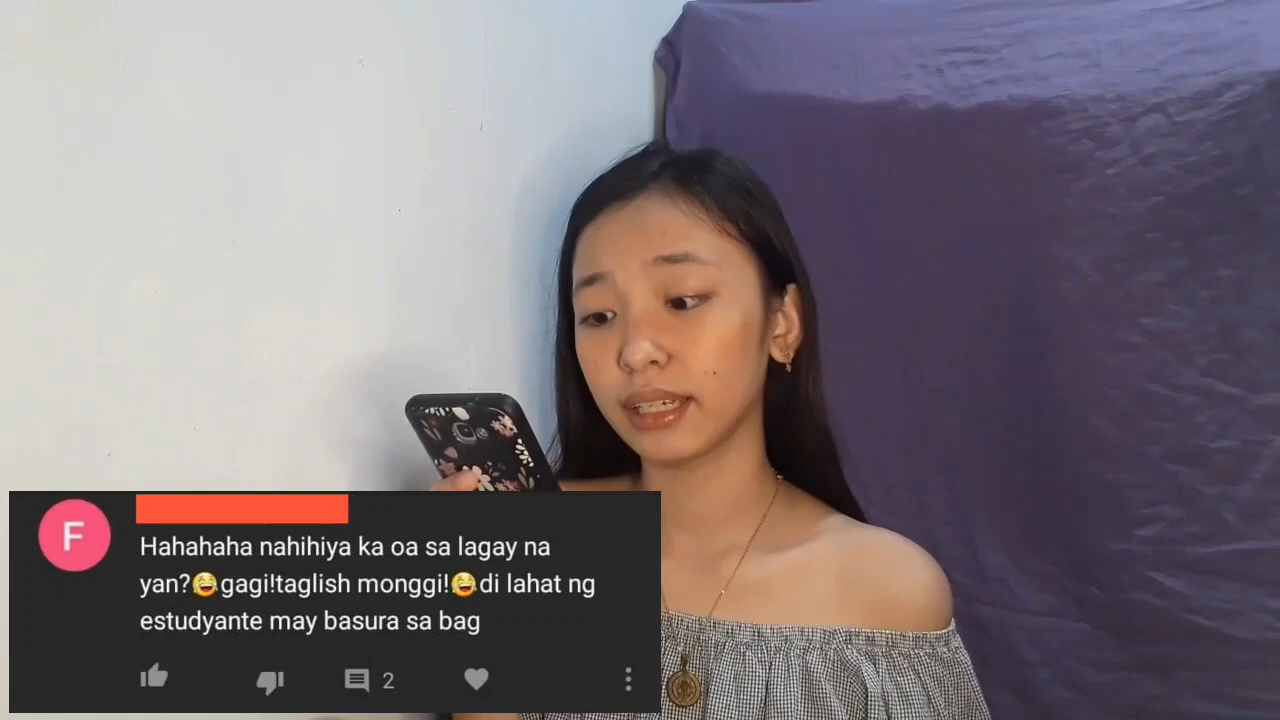 F
Hahahaha nahihiya ka oa sa lagay na
yan?😂gagi!taglish monggi!😂di lahat ng
estudyante may basura sa bag
2